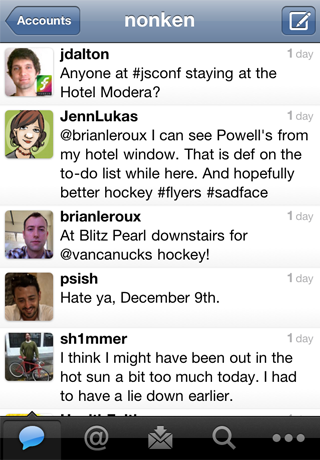 Accounts
nonken
jdalton
1 day
Anyone at #jsconf staying at the
Hotel Modera?
JennLukas
1 day
@brianleroux I can see Powell's from
my hotel window. That is def on the
to-do list while here. And hopefully
better hockey #flyers #sadface
brianleroux
1 day
At Blitz Pearl downstairs for
@vancanucks hockey!
psish
1 day
Hate ya, December 9th.
sh1mmer
1 day
I think I might have been out in the
hot sun a bit too much today. I had
to have a lie down earlier.
@